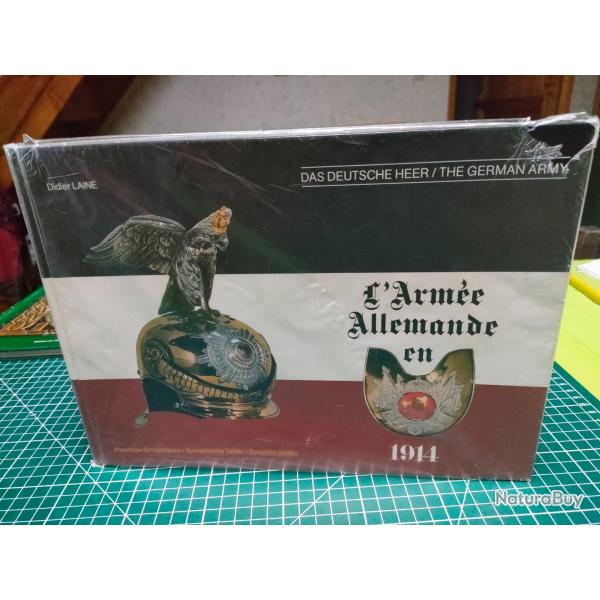 DAS DEUTSCHE HEER / THE GERMAN ARMY
Didier LAINÉ
L'Armée
Allemande
en
1914
Planches synoptiques • Synoptische Tafeln • Synoptic plates
NaturaBuy